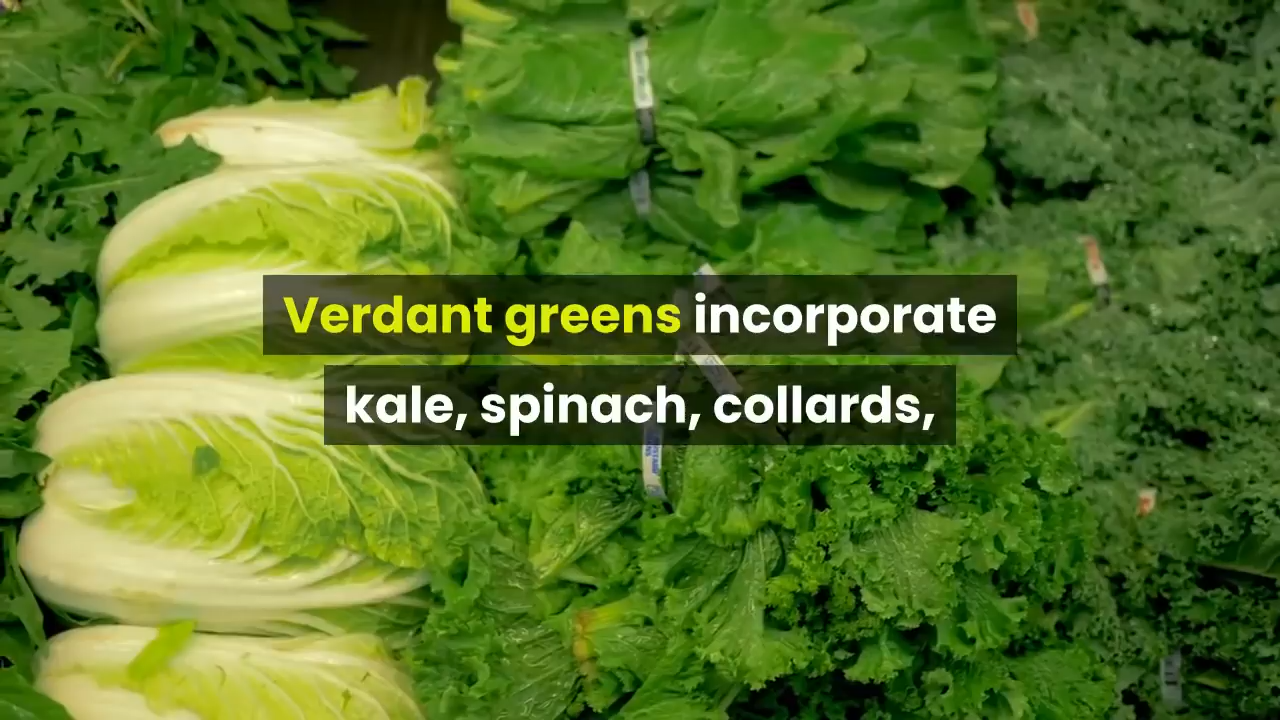 Verdant greens incorporate
kale, spinach, collards,